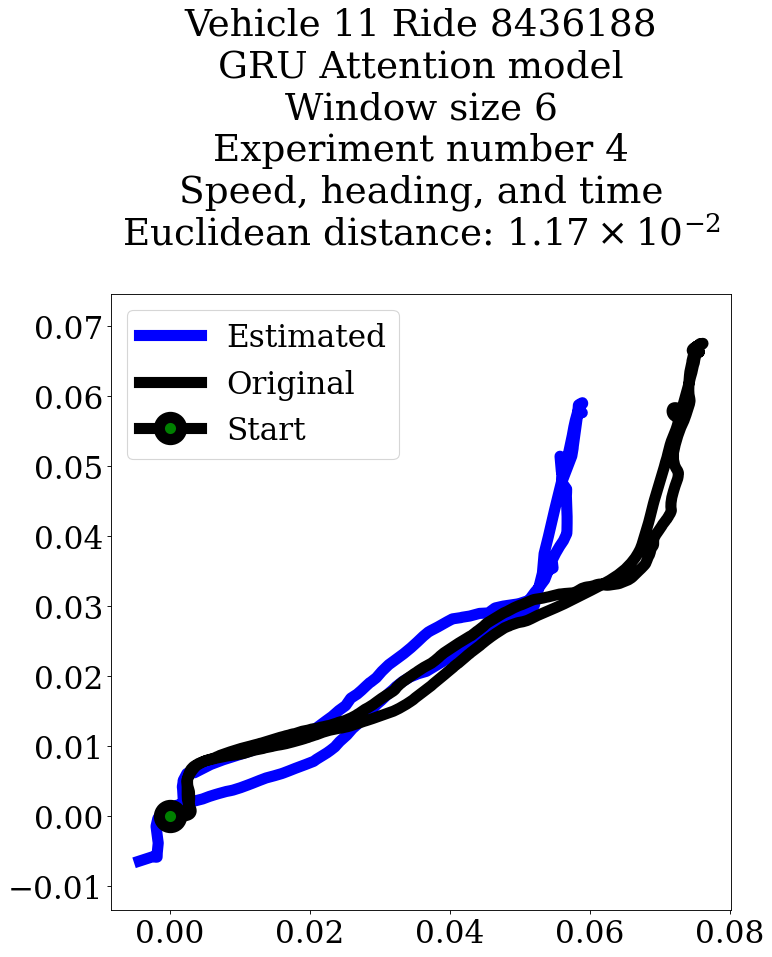 Vehicle 11 Ride 8436188
GRU Attention model
Window size 6
Experiment number 4
Speed, heading, and time
Euclidean distance: 1.17 × 10⁻²
Estimated
Original
Start
0.07
0.06
0.05
0.04
0.03
0.02
0.01
0.00
−0.01
0.00 0.02 0.04 0.06 0.08